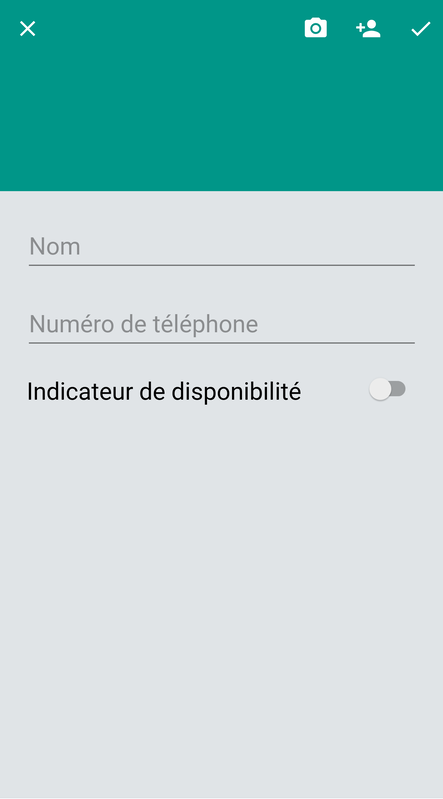 Nom
Numéro de téléphone
Indicateur de disponibilité